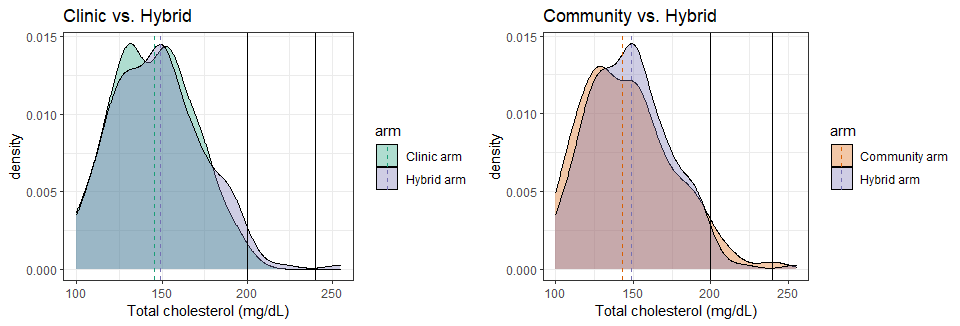 Clinic vs. Hybrid
0.015
0.010
0.005
0.000
density
100
150
200
250
Total cholesterol (mg/dL)
arm
Clinic arm
Hybrid arm
Community vs. Hybrid
0.015
0.010
0.005
0.000
density
100
150
200
250
Total cholesterol (mg/dL)
arm
Community arm
Hybrid arm